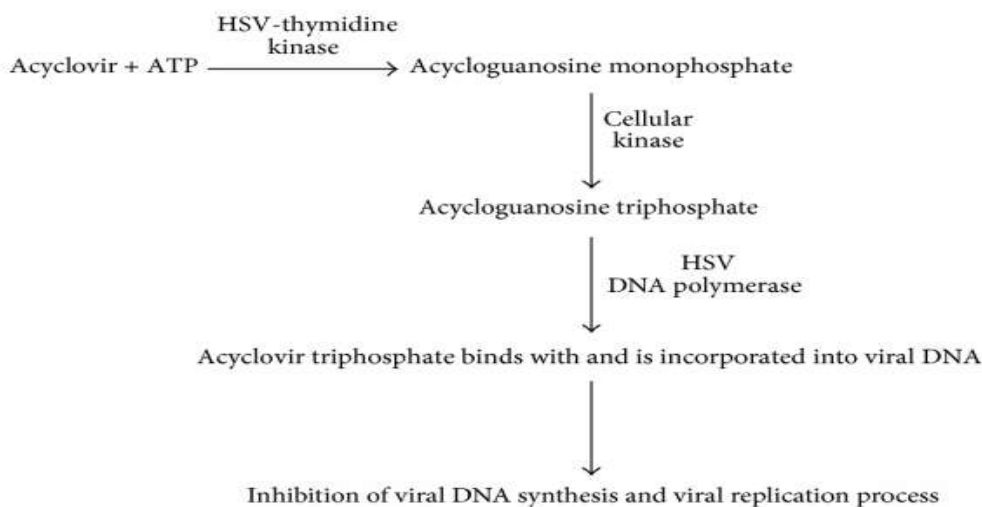 HSV-thymidine
kinase
Acyclovir + ATP
Acycloguanosine monophosphate
Cellular
kinase
Acycloguanosine triphosphate
HSV
DNA polymerase
Acyclovir triphosphate binds with and is incorporated into viral DNA
Inhibition of viral DNA synthesis and viral replication process